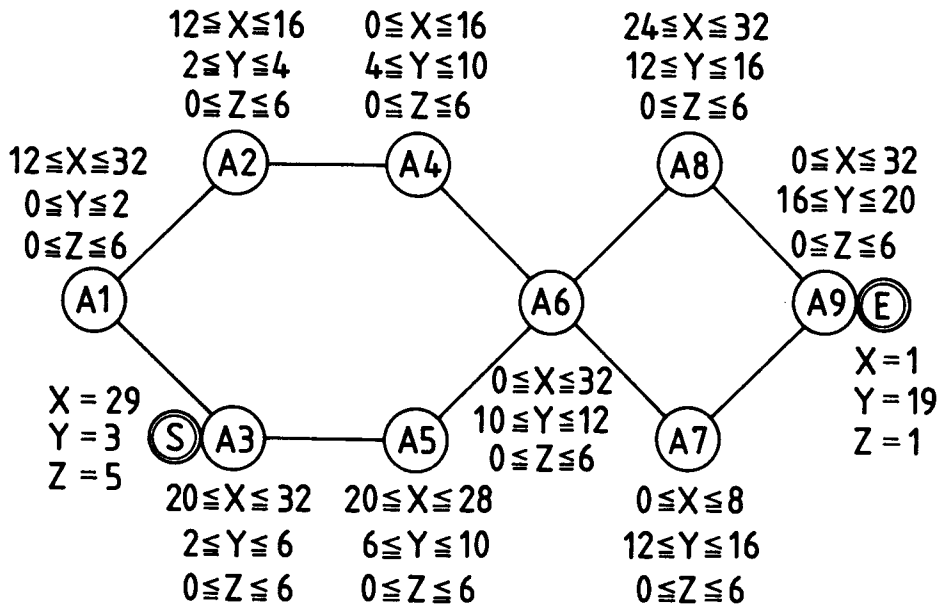 12≦X≦16
2≦Y≦4
0≦Z≦6
0≦X≦16
4≦Y≦10
0≦Z≦6
24≦X≦32
12≦Y≦16
0≦Z≦6
12≦X≦32
0≦Y≦2
0≦Z≦6
A2
A4
A8
0≦X≦32
16≦Y≦20
0≦Z≦6
A1
A6
A9
E
X=29
Y=3
Z=5
S
A3
A5
0≦X≦32
10≦Y≦12
0≦Z≦6
A7
X=1
Y=19
Z=1
20≦X≦32
2≦Y≦6
0≦Z≦6
20≦X≦28
6≦Y≦10
0≦Z≦6
0≦X≦8
12≦Y≦16
0≦Z≦6